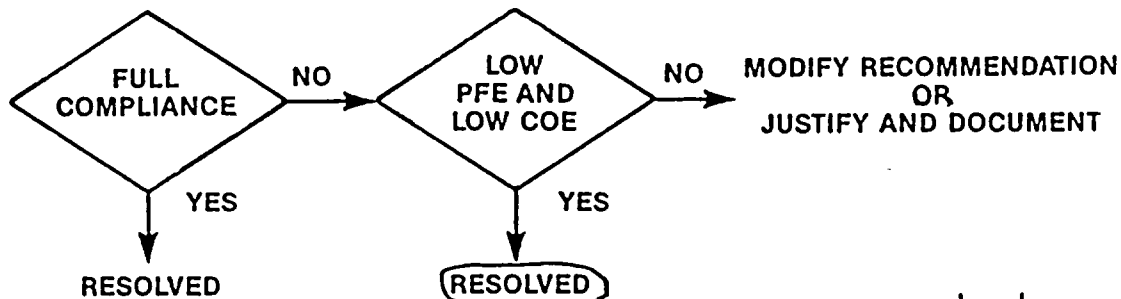 FULL
COMPLIANCE
NO
LOW
PFE AND
LOW COE
NO
MODIFY RECOMMENDATION
OR
JUSTIFY AND DOCUMENT
YES
YES
RESOLVED
RESOLVED